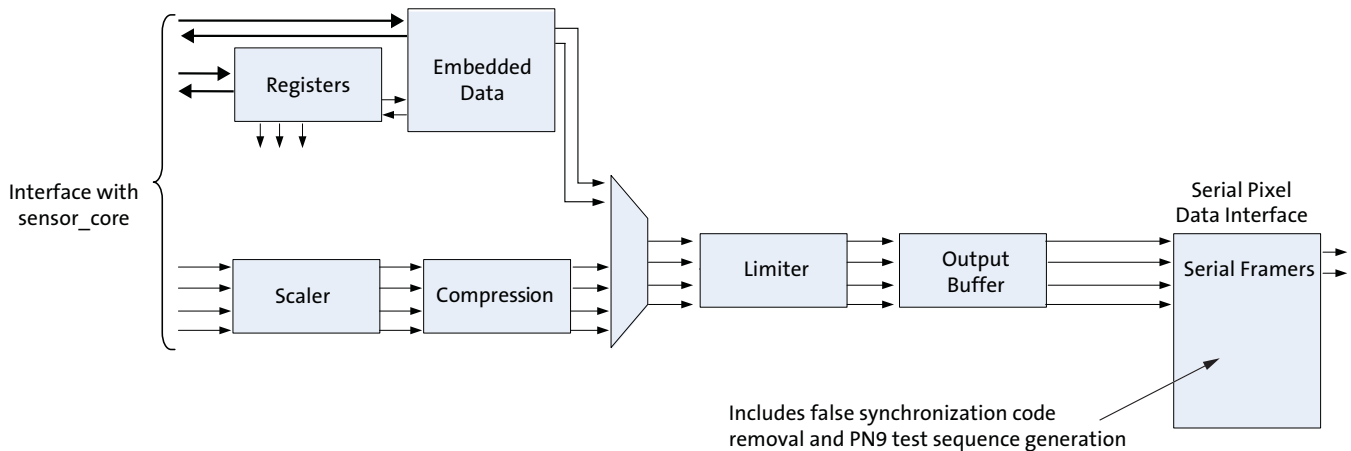 Embedded
Data
Registers
Interface with
sensor_core
Serial Pixel
Data Interface
Scaler
Compression
Limiter
Output
Buffer
Serial Framers
Includes false synchronization code
removal and PN9 test sequence generation